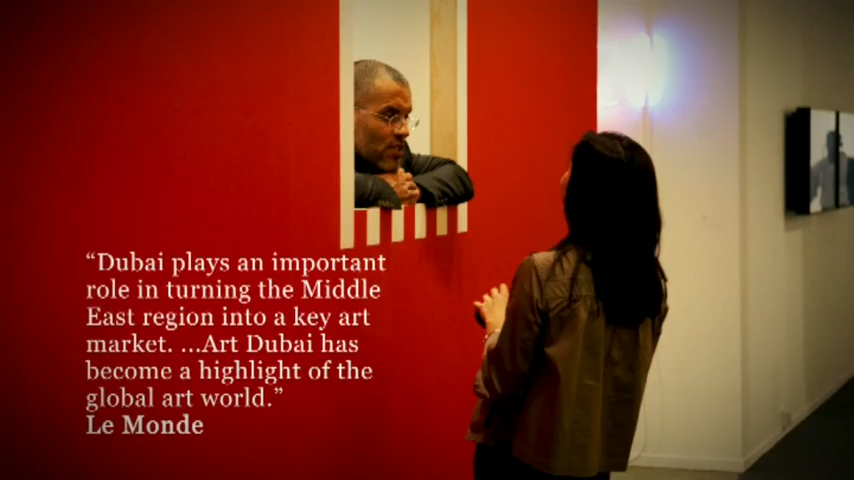 “Dubai plays an important
role in turning the Middle
East region into a key art
market. ...Art Dubai has
become a highlight of the
global art world.”
Le Monde